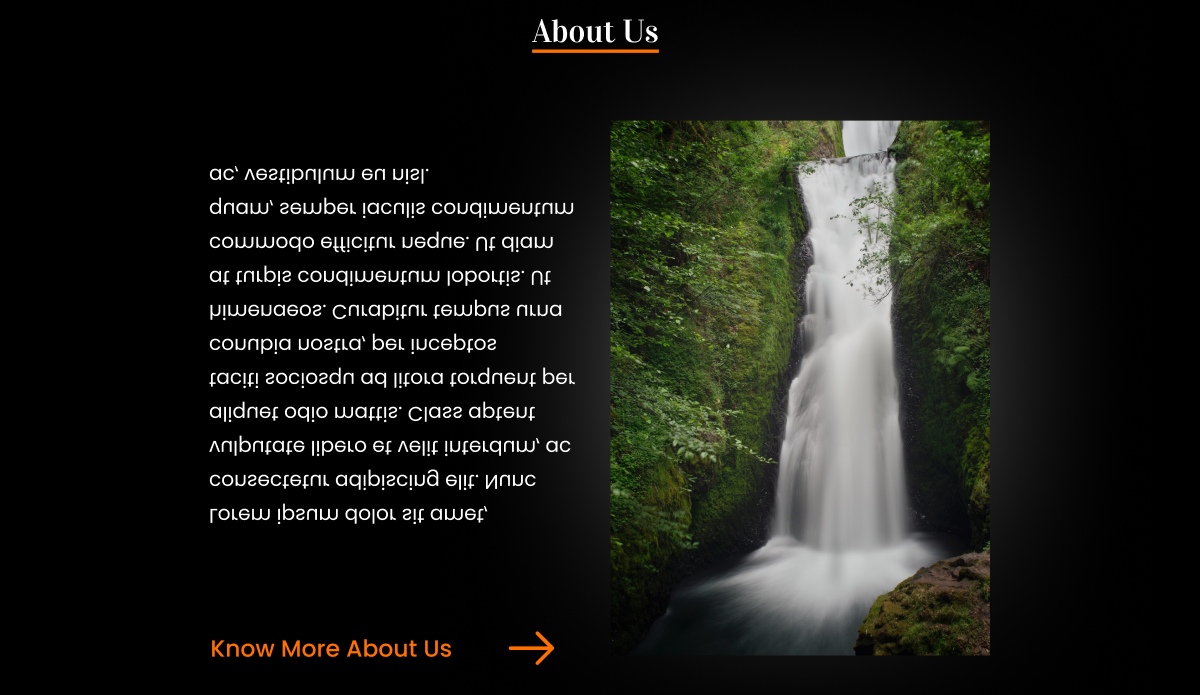 About Us
Lorem ipsum dolor sit amet,
consectetur adipiscing elit. Nunc
vulputate libero et velit interdum, ac
aliquet odio mattis. Class aptent
taciti sociosqu ad litora torquent per
conubia nostra, per inceptos
himenaeos. Curabitur tempus urna
at turpis condimentum lobortis. Ut
commodo efficitur neque. Ut diam
quam, semper iaculis condimentum
ac, vestibulum eu nisl.
Know More About Us